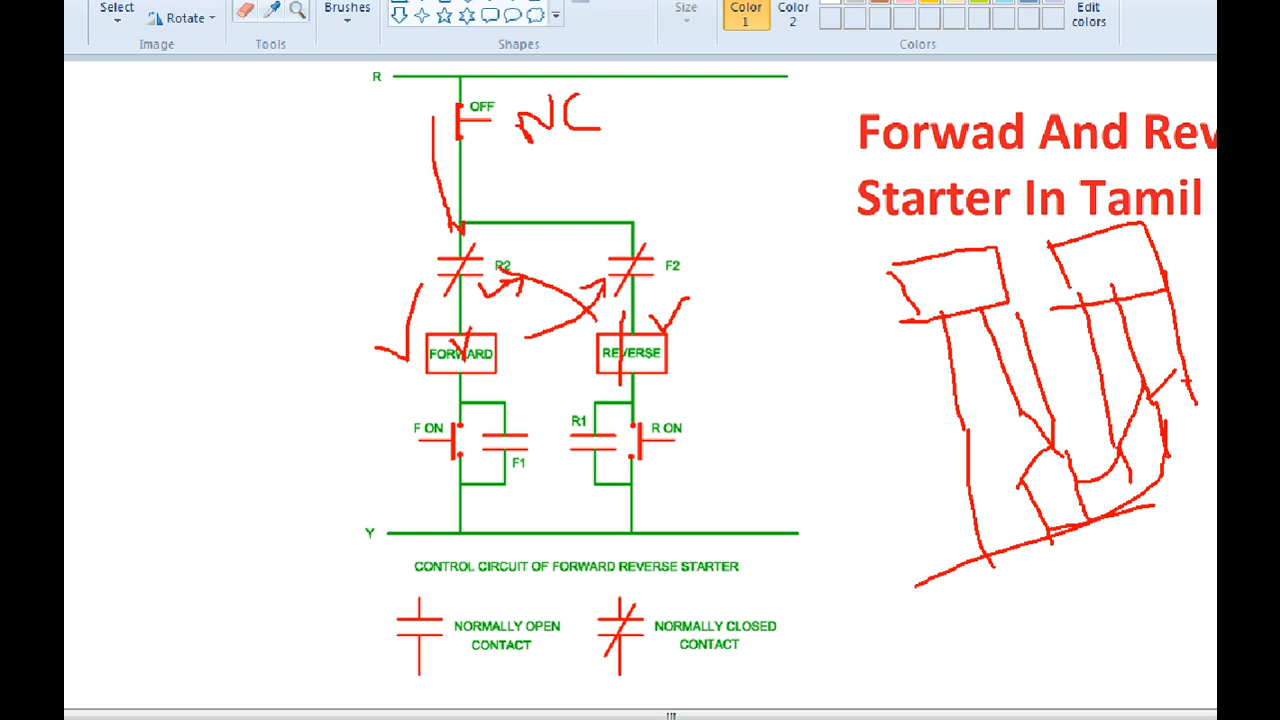 Select
Rotate
Brushes
Size
Color
1
Color
2
Edit
colors
Image
Tools
Shapes
Colors
R
OFF
NC
Forwad And Rev
Starter In Tamil
R2
F2
FORWARD
REVERSE
F ON
F1
R1
R ON
Y
CONTROL CIRCUIT OF FORWARD REVERSE STARTER
NORMALLY OPEN
CONTACT
NORMALLY CLOSED
CONTACT